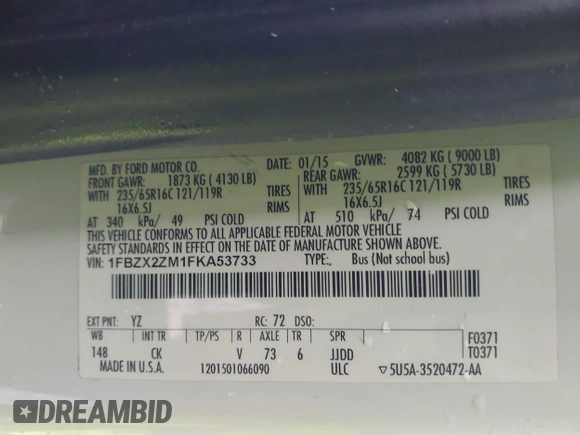 MFD. BY FORD MOTOR CO.
01/15
GVWR: 4082 KG ( 9000 LB)
FRONT GAWR: 1873 KG ( 4130 LB)
REAR GAWR: 2599 KG ( 5730 LB)
235/65R16C 121/119R TIRES
235/65R16C 121/119R TIRES
16X6.5J RIMS
16X6.5J RIMS
AT 340 kPa/ 49 PSI COLD
AT 510 kPa/ 74 PSI COLD
THIS VEHICLE CONFORMS TO ALL APPLICABLE FEDERAL MOTOR VEHICLE
SAFETY STANDARDS IN EFFECT ON THE DATE OF MANUFACTURE SHOWN ABOVE.
VIN: 1FBZX2ZM1FKA53733
TYPE: Bus (Not school bus)
EXT PNT: YZ RC: 72 DSO:
F0371
T0371
WB INT TR TP/PS R AXLE TR SPR
148 CK V 73 6 JJDD
MADE IN U.S.A. 1201501066090 ULC ▽5U5A-3520472-AA
DREAMBID